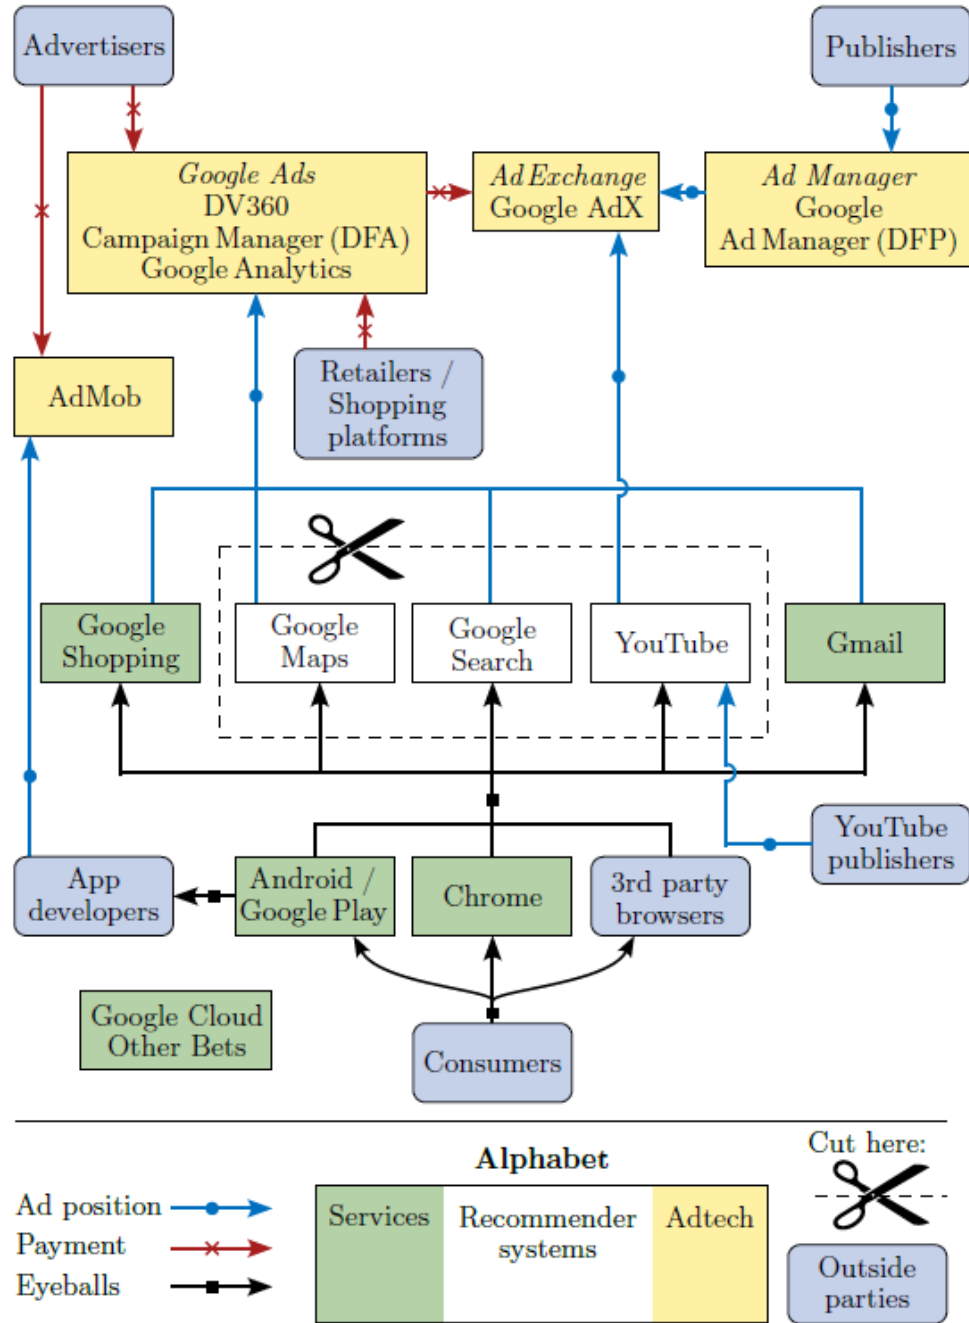 Advertisers
Publishers
Google Ads
DV360
Campaign Manager (DFA)
Google Analytics
Ad Exchange
Google AdX
Ad Manager
Google
Ad Manager (DFP)
AdMob
Retailers /
Shopping
platforms
Google
Shopping
Google
Maps
Google
Search
YouTube
Gmail
App
developers
Android /
Google Play
Chrome
3rd party
browsers
YouTube
publishers
Google Cloud
Other Bets
Consumers
Alphabet
Cut here:
Ad position
Payment
Eyeballs
Services
Recommender
systems
Adtech
Outside
parties